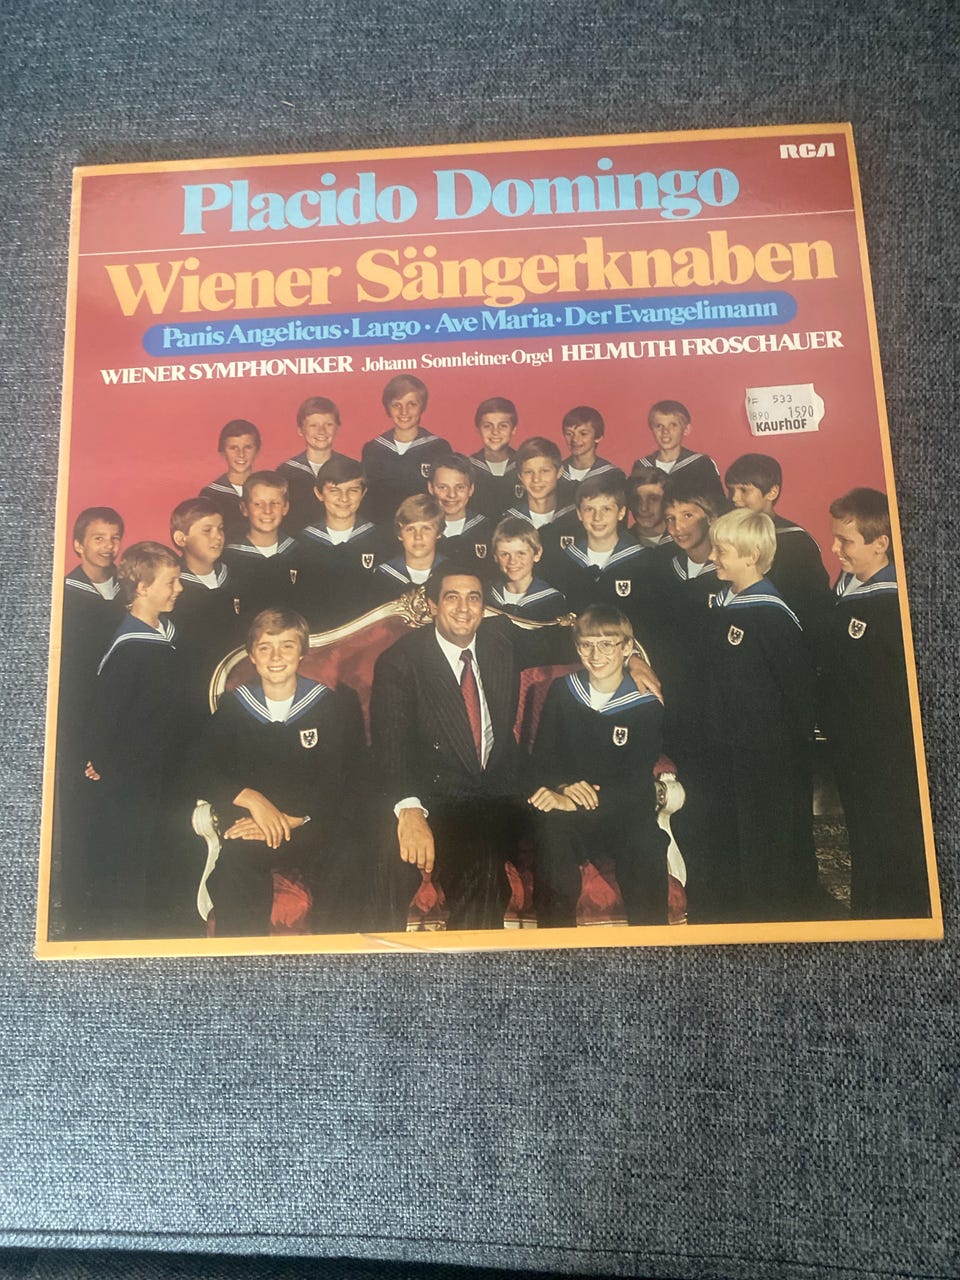 RCA
Placido Domingo
Wiener Sängerknaben
Panis Angelicus · Largo · Ave Maria · Der Evangelimann
WIENER SYMPHONIKER Johann Sonnleitner-Orgel HELMUTH FROSCHAUER
533
890 1590
KAUFhOF